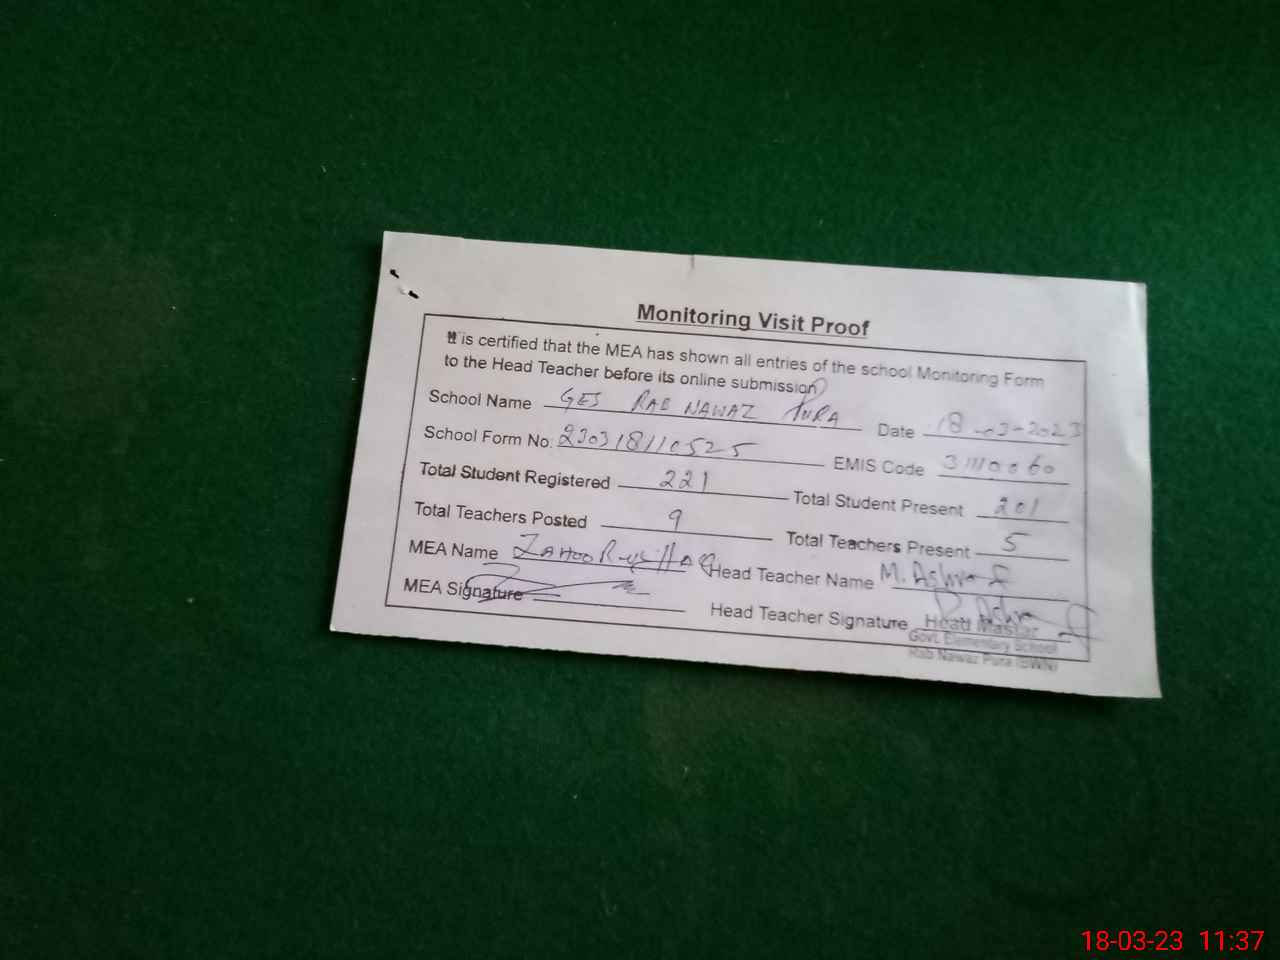 Monitoring Visit Proof
It is certified that the MEA has shown all entries of the school Monitoring Form
to the Head Teacher before its online submission
School Name GES RAB NAWAZ PURA Date 18-03-2023
School Form No. 230318110525 EMIS Code 31110060
Total Student Registered 221 Total Student Present 201
Total Teachers Posted 9 Total Teachers Present 5
MEA Name Zahoor ul Haq Head Teacher Name M. Ashraf
MEA Signature Head Teacher Signature
Head Master
Govt. Elementary School
Rab Nawaz Pura (BWN)
18-03-23 11:37